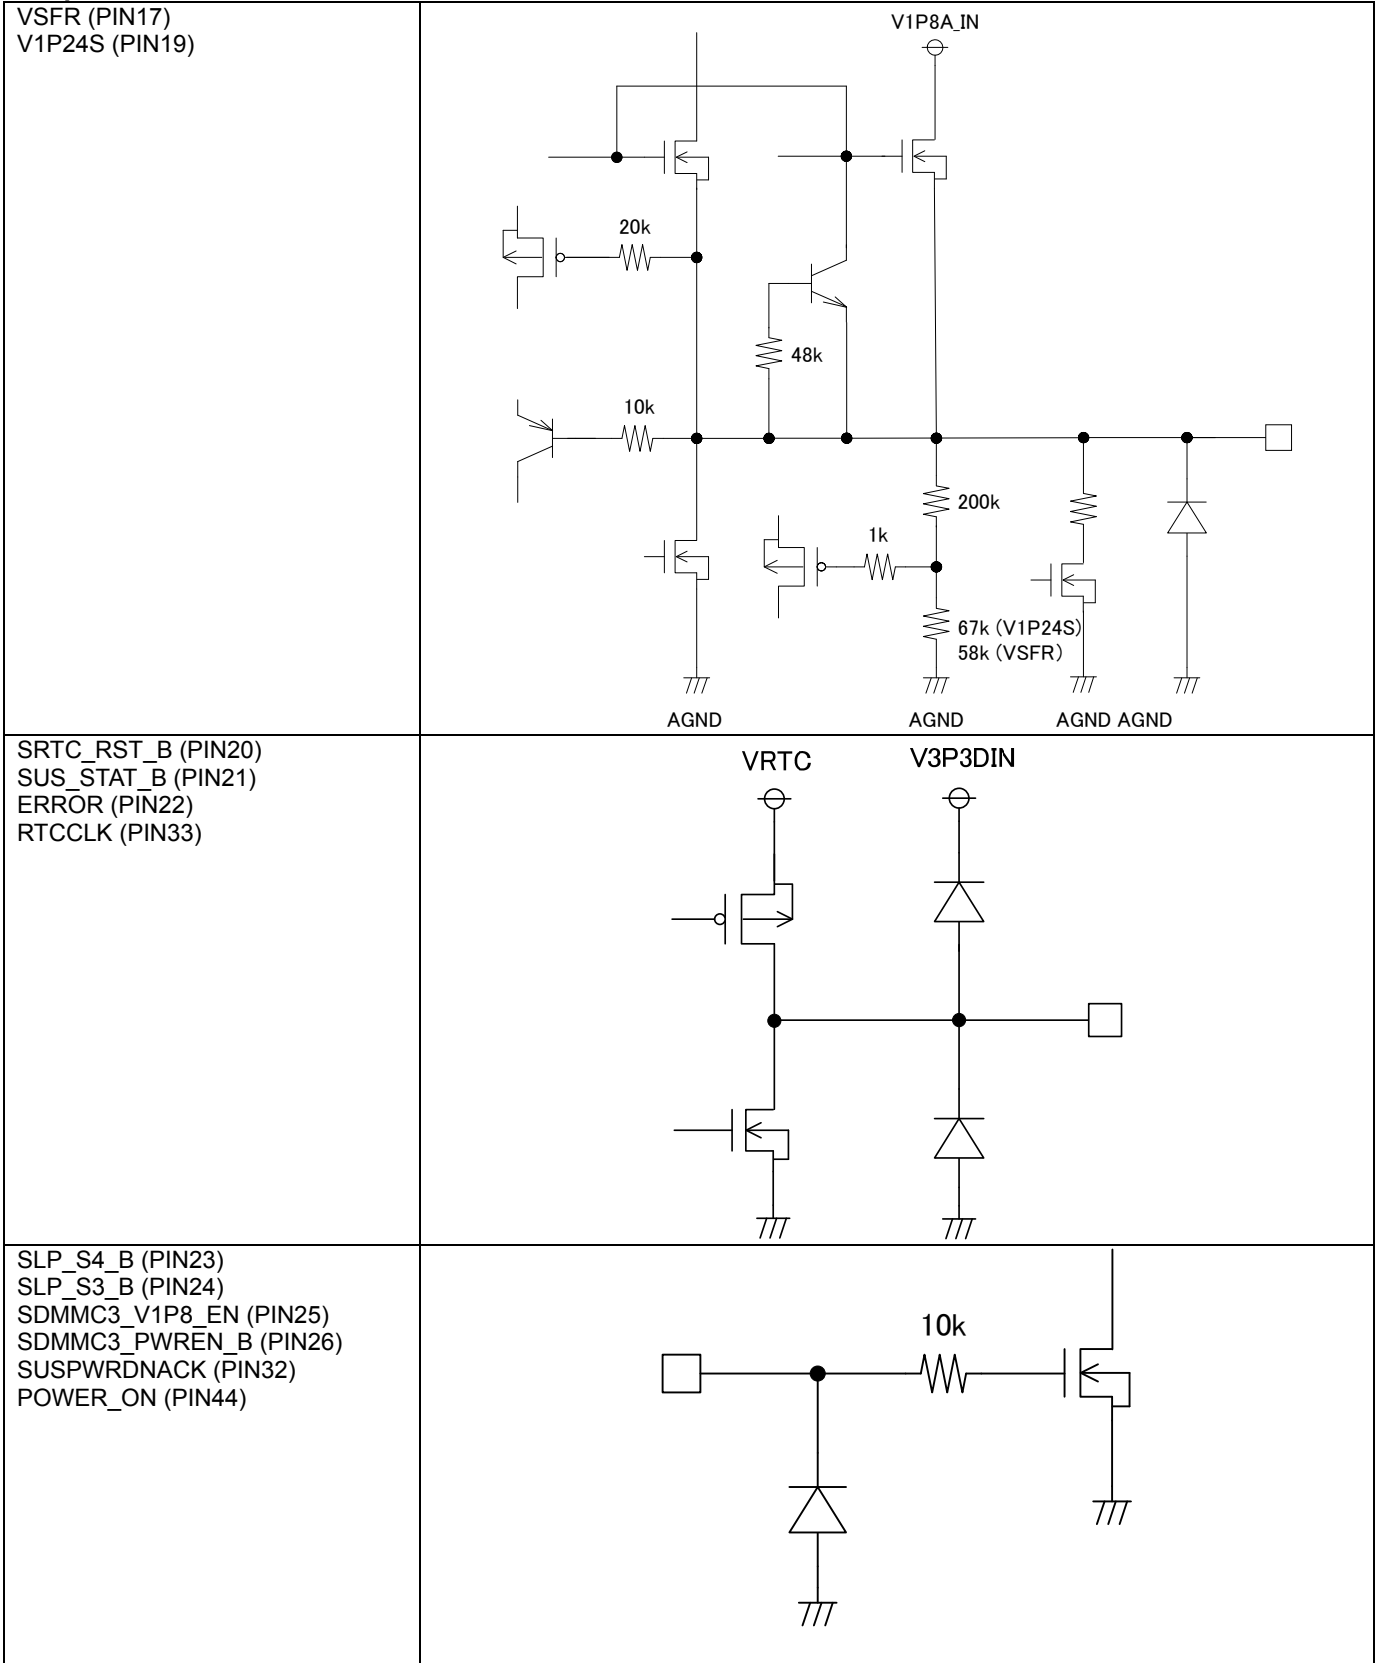 VSFR (PIN17)
V1P24S (PIN19)
V1P8A_IN
20k
48k
10k
200k
1k
67k (V1P24S)
58k (VSFR)
AGND
AGND
AGND AGND
SRTC_RST_B (PIN20)
SUS_STAT_B (PIN21)
ERROR (PIN22)
RTCCLK (PIN33)
VRTC
V3P3DIN
SLP_S4_B (PIN23)
SLP_S3_B (PIN24)
SDMMC3_V1P8_EN (PIN25)
SDMMC3_PWREN_B (PIN26)
SUSPWRDNACK (PIN32)
POWER_ON (PIN44)
10k